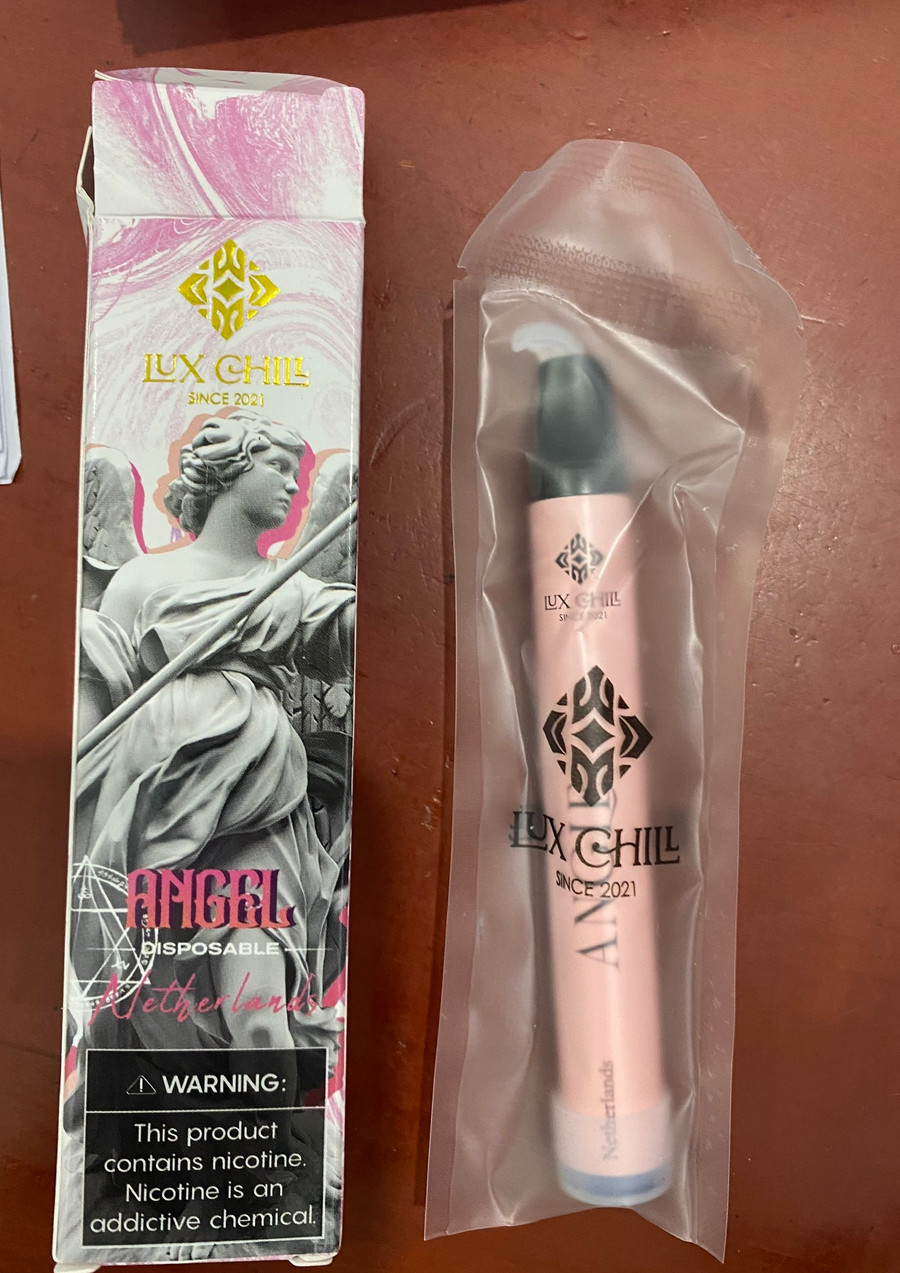 LUX CHILL
SINCE 2021
ANGEL
DISPOSABLE
Netherlands
⚠ WARNING:
This product
contains nicotine.
Nicotine is an
addictive chemical.
LUX CHILL
SINCE 2021
LUX CHILL
SINCE 2021
ANGEL
Netherlands